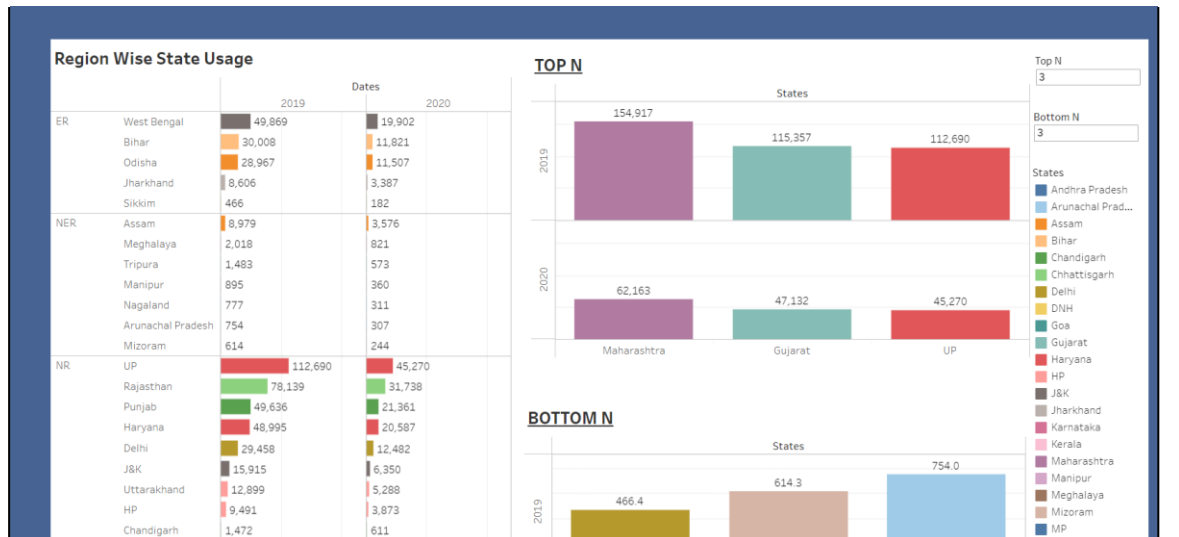 Region Wise State Usage
Dates
2019 2020
ER West Bengal 49,869 19,902
Bihar 30,008 11,821
Odisha 28,967 11,507
Jharkhand 8,606 3,387
Sikkim 466 182
NER Assam 8,979 3,576
Meghalaya 2,018 821
Tripura 1,483 573
Manipur 895 360
Nagaland 777 311
Arunachal Pradesh 754 307
Mizoram 614 244
NR UP 112,690 45,270
Rajasthan 78,139 31,738
Punjab 49,636 21,361
Haryana 48,995 20,587
Delhi 29,458 12,482
J&K 15,915 6,350
Uttarakhand 12,899 5,288
HP 9,491 3,873
Chandigarh 1,472 611
TOP N
States
2019
154,917 115,357 112,690
2020
62,163 47,132 45,270
Maharashtra Gujarat UP
BOTTOM N
States
2019
466.4 614.3 754.0
Top N
3
Bottom N
3
States
Andhra Pradesh
Arunachal Prad...
Assam
Bihar
Chandigarh
Chhattisgarh
Delhi
DNH
Goa
Gujarat
Haryana
HP
J&K
Jharkhand
Karnataka
Kerala
Maharashtra
Manipur
Meghalaya
Mizoram
MP